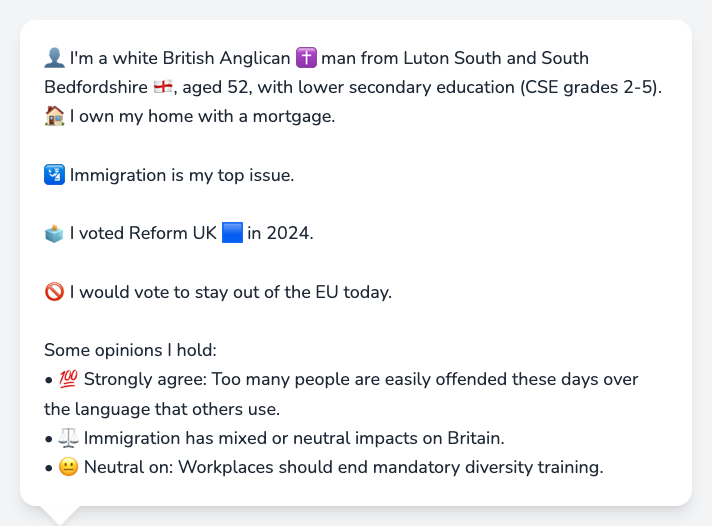 👤 I'm a white British Anglican ✝️ man from Luton South and South
Bedfordshire 🏴󠁧󠁢󠁥󠁮󠁧󠁿, aged 52, with lower secondary education (CSE grades 2-5).
🏠 I own my home with a mortgage.
🛂 Immigration is my top issue.
🗳️ I voted Reform UK 🟦 in 2024.
🚫 I would vote to stay out of the EU today.
Some opinions I hold:
• 💯 Strongly agree: Too many people are easily offended these days over
the language that others use.
• ⚖️ Immigration has mixed or neutral impacts on Britain.
• 😐 Neutral on: Workplaces should end mandatory diversity training.